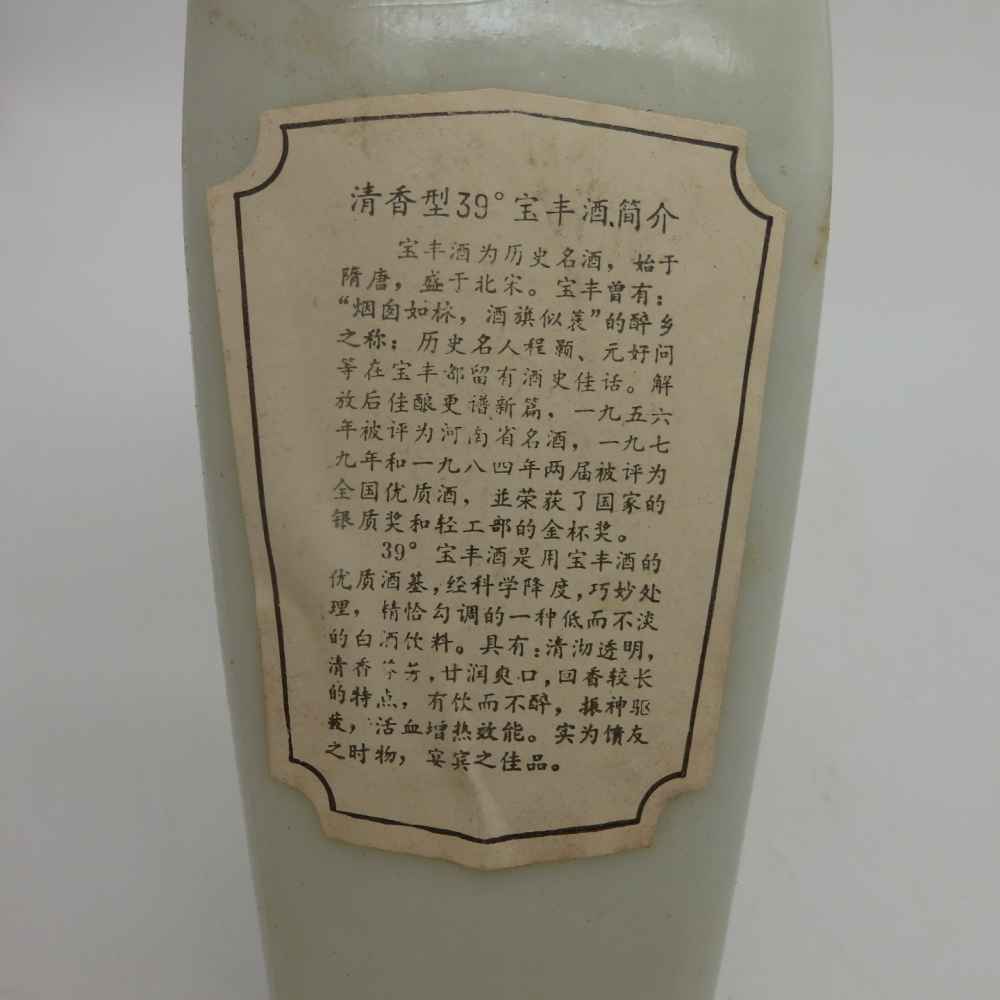 清香型39°宝丰酒简介
宝丰酒为历史名酒，始于
隋唐，盛于北宋。宝丰曾有：
“烟囱如林，酒旗似蓑”的醉乡
之称；历史名人程颢、元好问
等在宝丰都留有酒史佳话。解
放后佳酿更谱新篇，一九五六
年被评为河南省名酒，一九七
九年和一九八四年两届被评为
全国优质酒，並荣获了国家的
银质奖和轻工部的金杯奖。
39°宝丰酒是用宝丰酒的
优质酒基，经科学降度，巧妙处
理，精恰勾调的一种低而不淡
的白酒饮料。具有：清沏透明，
清香芬芳，甘润爽口，回香较长
的特点，有饮而不醉，振神驱
疲，活血增热效能。实为馈友
之时物，宴宾之佳品。